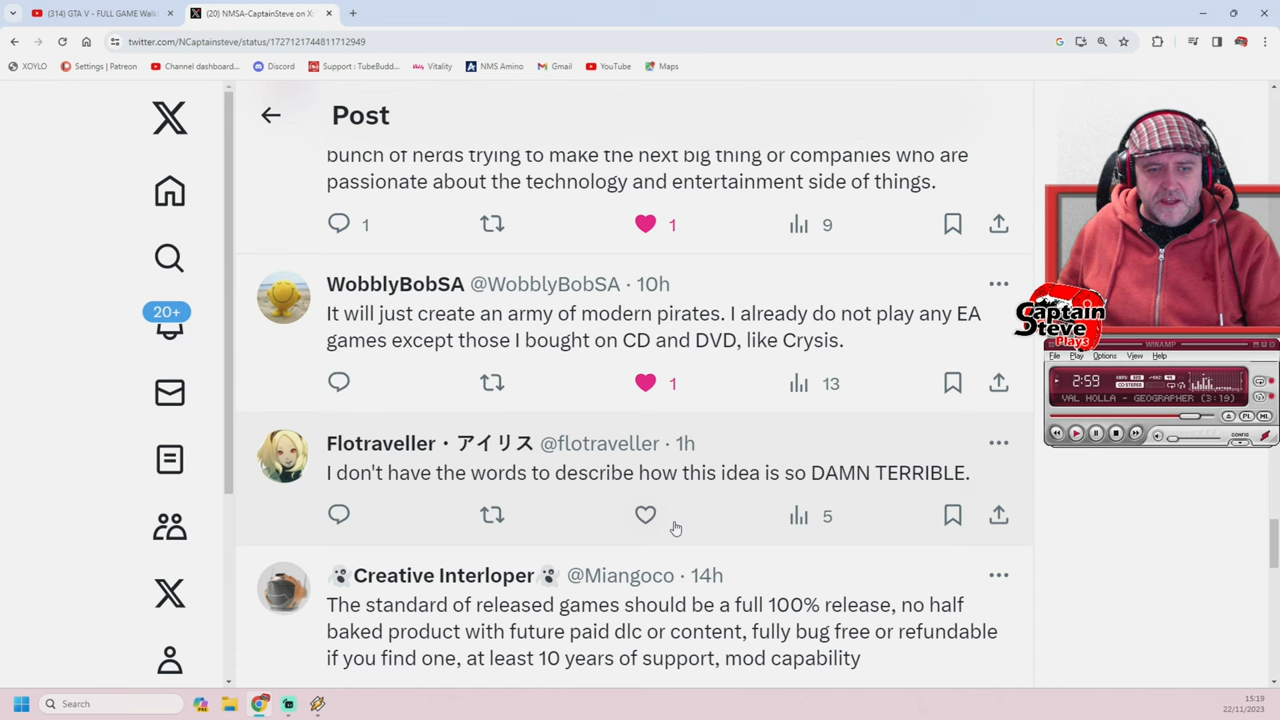 (314) GTA V - FULL GAME Walk
(20) NMSA-CaptainSteve on X:
twitter.com/NCaptainsteve/status/1727121744811712949
XOYLO
Settings | Patreon
Channel dashboard...
Discord
Support : TubeBudd...
Vitality
NMS Amino
Gmail
YouTube
Maps
Post
bunch of nerds trying to make the next big thing or companies who are
passionate about the technology and entertainment side of things.
1
1
9
WobblyBobSA @WobblyBobSA · 10h
It will just create an army of modern pirates. I already do not play any EA
games except those I bought on CD and DVD, like Crysis.
1
13
20+
Flotraveller・アイリス @flotraveller · 1h
I don't have the words to describe how this idea is so DAMN TERRIBLE.
5
👻Creative Interloper👻 @Miangoco · 14h
The standard of released games should be a full 100% release, no half
baked product with future paid dlc or content, fully bug free or refundable
if you find one, at least 10 years of support, mod capability
Captain
Steve
Plays
WINAMP
File Play Options View Help
2:59
VAL HOLLA - GEOGRAPHER (3:19)
PL
ML
CONFIG
Search
15:19
22/11/2023